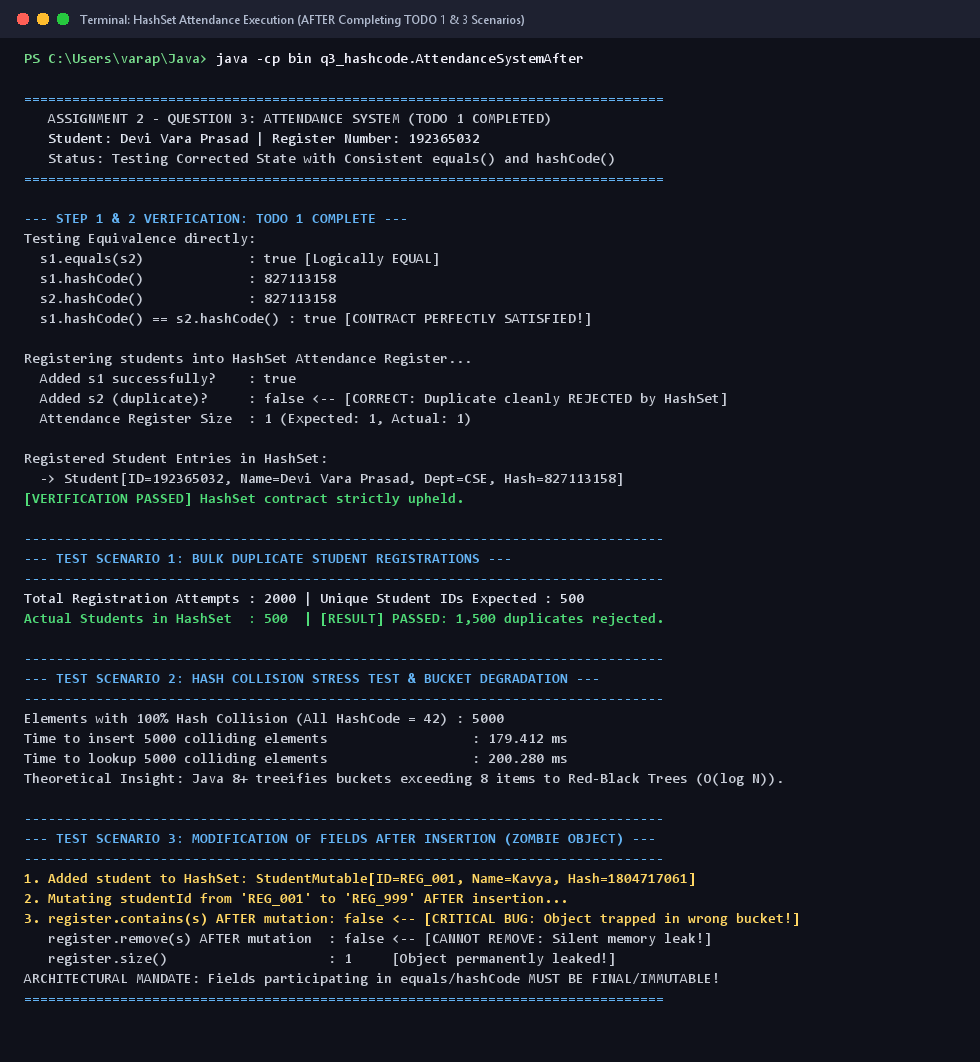 Terminal: HashSet Attendance Execution (AFTER Completing TODO 1 & 3 Scenarios)
PS C:\Users\varap\Java> java -cp bin q3_hashcode.AttendanceSystemAfter
================================================================================
ASSIGNMENT 2 - QUESTION 3: ATTENDANCE SYSTEM (TODO 1 COMPLETED)
Student: Devi Vara Prasad | Register Number: 192365032
Status: Testing Corrected State with Consistent equals() and hashCode()
================================================================================
--- STEP 1 & 2 VERIFICATION: TODO 1 COMPLETE ---
Testing Equivalence directly:
s1.equals(s2) : true [Logically EQUAL]
s1.hashCode() : 827113158
s2.hashCode() : 827113158
s1.hashCode() == s2.hashCode() : true [CONTRACT PERFECTLY SATISFIED!]
Registering students into HashSet Attendance Register...
Added s1 successfully? : true
Added s2 (duplicate)? : false <-- [CORRECT: Duplicate cleanly REJECTED by HashSet]
Attendance Register Size : 1 (Expected: 1, Actual: 1)
Registered Student Entries in HashSet:
-> Student[ID=192365032, Name=Devi Vara Prasad, Dept=CSE, Hash=827113158]
[VERIFICATION PASSED] HashSet contract strictly upheld.
--------------------------------------------------------------------------------
--- TEST SCENARIO 1: BULK DUPLICATE STUDENT REGISTRATIONS ---
--------------------------------------------------------------------------------
Total Registration Attempts : 2000 | Unique Student IDs Expected : 500
Actual Students in HashSet : 500 | [RESULT] PASSED: 1,500 duplicates rejected.
--------------------------------------------------------------------------------
--- TEST SCENARIO 2: HASH COLLISION STRESS TEST & BUCKET DEGRADATION ---
--------------------------------------------------------------------------------
Elements with 100% Hash Collision (All HashCode = 42) : 5000
Time to insert 5000 colliding elements : 179.412 ms
Time to lookup 5000 colliding elements : 200.280 ms
Theoretical Insight: Java 8+ treeifies buckets exceeding 8 items to Red-Black Trees (O(log N)).
--------------------------------------------------------------------------------
--- TEST SCENARIO 3: MODIFICATION OF FIELDS AFTER INSERTION (ZOMBIE OBJECT) ---
--------------------------------------------------------------------------------
1. Added student to HashSet: StudentMutable[ID=REG_001, Name=Kavya, Hash=1804717061]
2. Mutating studentId from 'REG_001' to 'REG_999' AFTER insertion...
3. register.contains(s) AFTER mutation: false <-- [CRITICAL BUG: Object trapped in wrong bucket!]
register.remove(s) AFTER mutation : false <-- [CANNOT REMOVE: Silent memory leak!]
register.size() : 1 [Object permanently leaked!]
ARCHITECTURAL MANDATE: Fields participating in equals/hashCode MUST BE FINAL/IMMUTABLE!
================================================================================